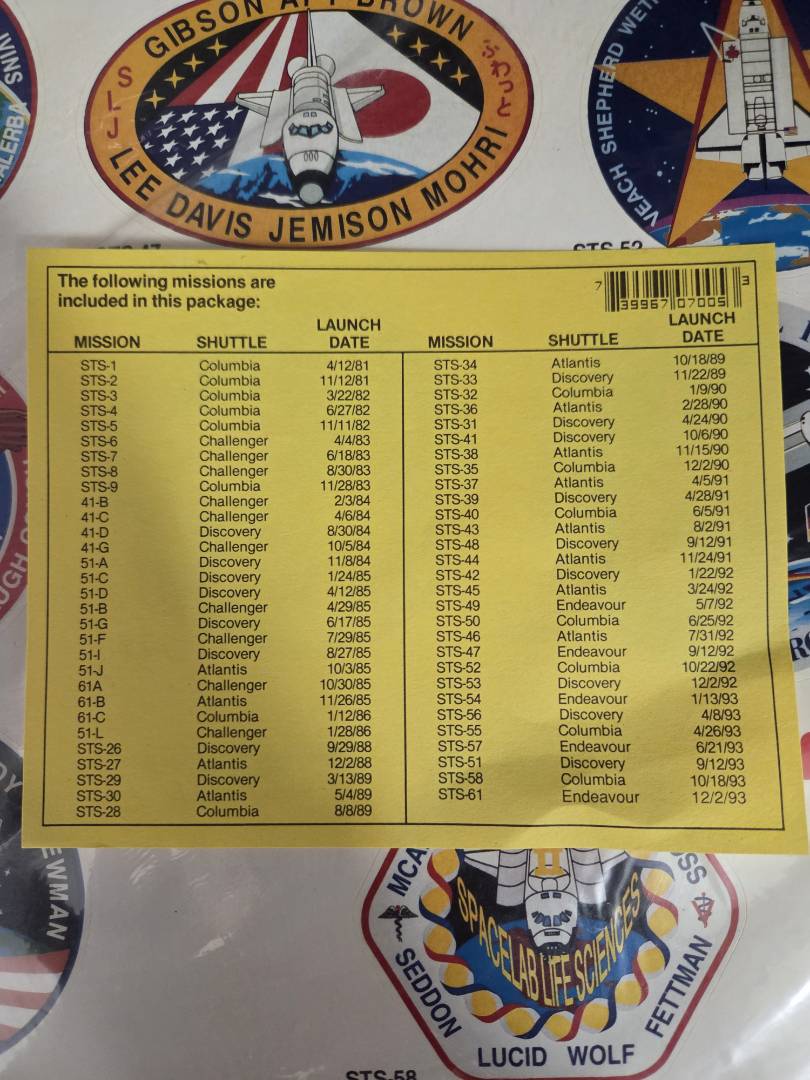 GIBSON APT BROWN
SLJ
ふわっと
LEE DAVIS JEMISON MOHRI
VEACH SHEPHERD
STS-52
The following missions are
included in this package:
7 39967 07005 3
MISSION SHUTTLE LAUNCH DATE
STS-1 Columbia 4/12/81
STS-2 Columbia 11/12/81
STS-3 Columbia 3/22/82
STS-4 Columbia 6/27/82
STS-5 Columbia 11/11/82
STS-6 Challenger 4/4/83
STS-7 Challenger 6/18/83
STS-8 Challenger 8/30/83
STS-9 Columbia 11/28/83
41-B Challenger 2/3/84
41-C Challenger 4/6/84
41-D Discovery 8/30/84
41-G Challenger 10/5/84
51-A Discovery 11/8/84
51-C Discovery 1/24/85
51-D Discovery 4/12/85
51-B Challenger 4/29/85
51-G Discovery 6/17/85
51-F Challenger 7/29/85
51-I Discovery 8/27/85
51-J Atlantis 10/3/85
61A Challenger 10/30/85
61-B Atlantis 11/26/85
61-C Columbia 1/12/86
51-L Challenger 1/28/86
STS-26 Discovery 9/29/88
STS-27 Atlantis 12/2/88
STS-29 Discovery 3/13/89
STS-30 Atlantis 5/4/89
STS-28 Columbia 8/8/89
MISSION SHUTTLE LAUNCH DATE
STS-34 Atlantis 10/18/89
STS-33 Discovery 11/22/89
STS-32 Columbia 1/9/90
STS-36 Atlantis 2/28/90
STS-31 Discovery 4/24/90
STS-41 Discovery 10/6/90
STS-38 Atlantis 11/15/90
STS-35 Columbia 12/2/90
STS-37 Atlantis 4/5/91
STS-39 Discovery 4/28/91
STS-40 Columbia 6/5/91
STS-43 Atlantis 8/2/91
STS-48 Discovery 9/12/91
STS-44 Atlantis 11/24/91
STS-42 Discovery 1/22/92
STS-45 Atlantis 3/24/92
STS-49 Endeavour 5/7/92
STS-50 Columbia 6/25/92
STS-46 Atlantis 7/31/92
STS-47 Endeavour 9/12/92
STS-52 Columbia 10/22/92
STS-53 Discovery 12/2/92
STS-54 Endeavour 1/13/93
STS-56 Discovery 4/8/93
STS-55 Columbia 4/26/93
STS-57 Endeavour 6/21/93
STS-51 Discovery 9/12/93
STS-58 Columbia 10/18/93
STS-61 Endeavour 12/2/93
SPACELAB LIFE SCIENCES
SEDDON LUCID WOLF FETTMAN
STS-58